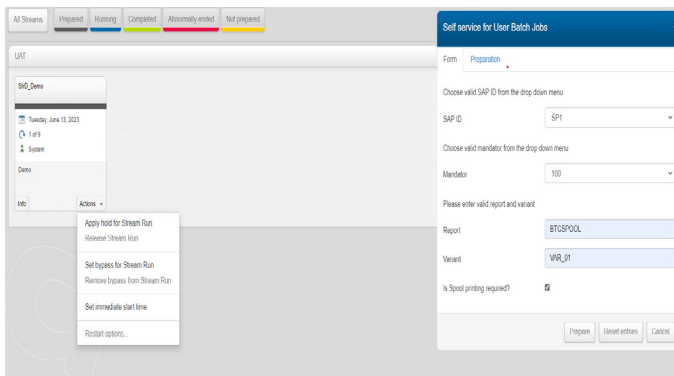 All Streams
Prepared
Running
Completed
Abnormally ended
Not prepared
UAT
StrD_Demo
Tuesday, June 13, 2023
1 of 9
System
Demo
Info
Actions
Apply hold for Stream Run
Release Stream Run
Set bypass for Stream Run
Remove bypass from Stream Run
Set immediate start time
Restart options...
Self service for User Batch Jobs
Form Preparation
Choose valid SAP ID from the drop down menu
SAP ID SP1
Choose valid mandator from the drop down menu
Mandator 100
Please enter valid report and variant
Report BTCSPOOL
Variant VAR_01
Is Spool printing required?
Prepare Reset entries Cancel